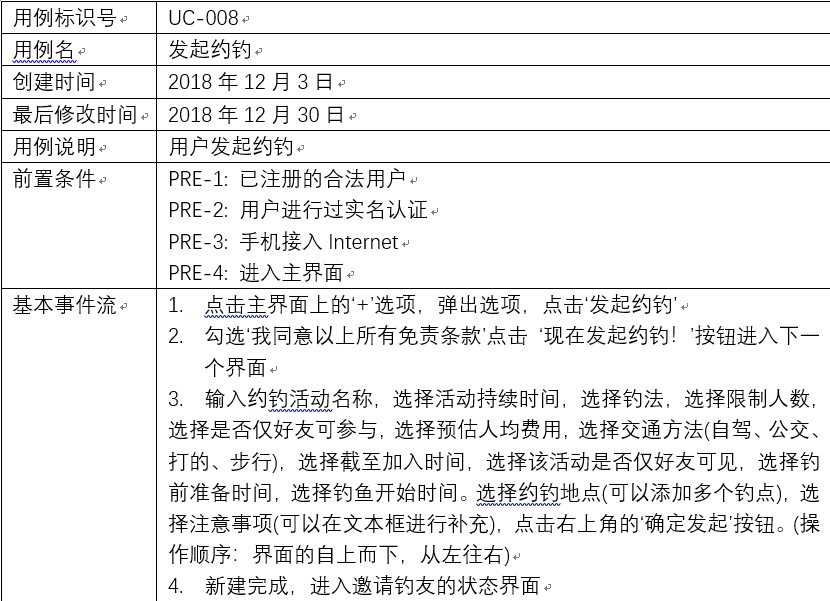 用例标识号 UC-008
用例名 发起约钓
创建时间 2018 年 12 月 3 日
最后修改时间 2018 年 12 月 30 日
用例说明 用户发起约钓
前置条件 PRE-1: 已注册的合法用户
PRE-2: 用户进行过实名认证
PRE-3: 手机接入 Internet
PRE-4: 进入主界面
基本事件流 1. 点击主界面上的‘+’选项，弹出选项，点击‘发起约钓’
2. 勾选‘我同意以上所有免责条款’点击 ‘现在发起约钓！’按钮进入下一
个界面
3. 输入约钓活动名称，选择活动持续时间，选择钓法，选择限制人数，
选择是否仅好友可参与，选择预估人均费用，选择交通方法(自驾、公交、
打的、步行)，选择截至加入时间，选择该活动是否仅好友可见，选择钓
前准备时间，选择钓鱼开始时间。选择约钓地点(可以添加多个钓点)，选
择注意事项(可以在文本框进行补充)，点击右上角的‘确定发起’按钮。(操
作顺序：界面的自上而下，从左往右)
4. 新建完成，进入邀请钓友的状态界面